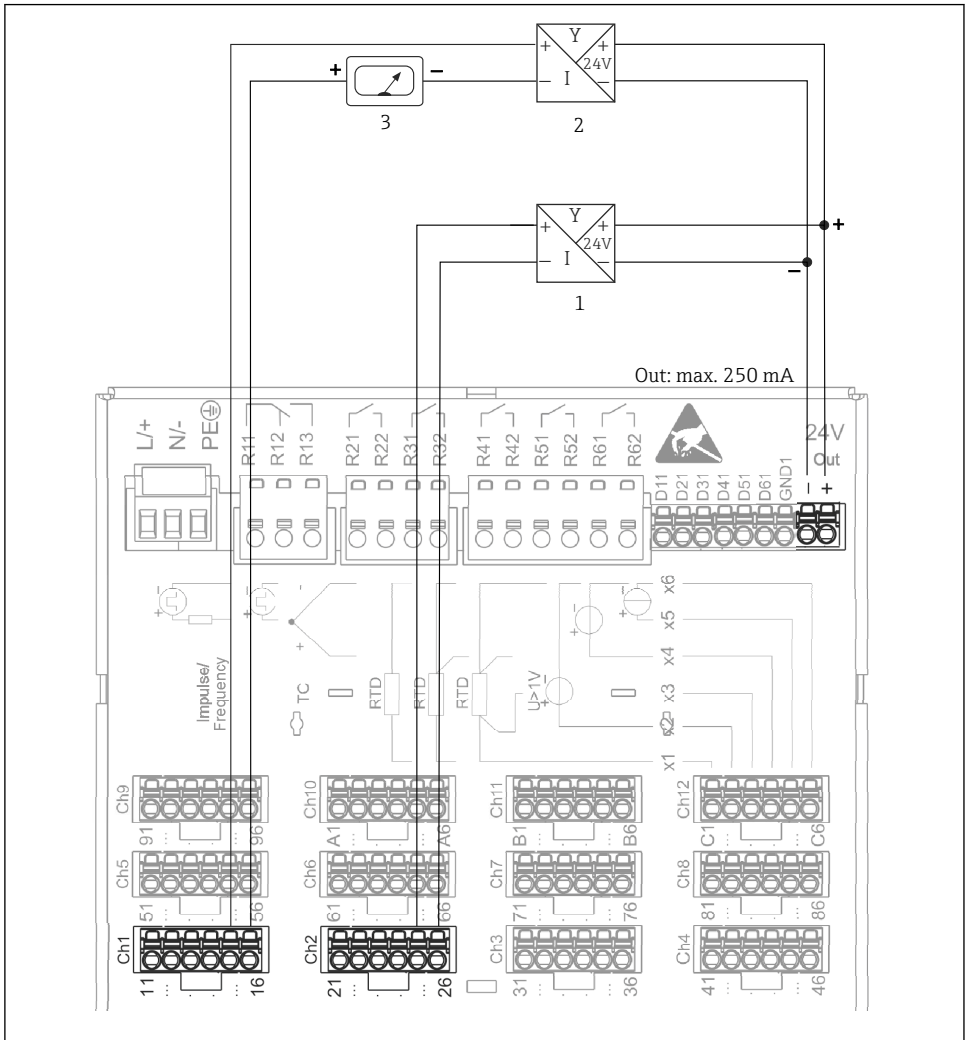 Y
+
+
24V
−
I
−
2
+
−
3
Y
+
+
24V
−
I
−
1
+
−
Out: max. 250 mA
L/+
N/-
PE
R11
R12
R13
R21
R22
R31
R32
R41
R42
R51
R52
R61
R62
D11
D21
D31
D41
D51
D61
GND1
24V
Out
−
+
Impulse/
Frequency
-
+
-
+
-
+
TC
RTD
RTD
RTD
U>1V
-
+
-
+
-
+
x6
x5
x4
x3
x2
x1
Ch9
91 ... . ... 96
Ch10
A1 ... . ... A6
Ch11
B1 ... . ... B6
Ch12
C1 ... . ... C6
Ch5
51 ... . ... 56
Ch6
61 ... . ... 66
Ch7
71 ... . ... 76
Ch8
81 ... . ... 86
Ch1
11 ... . ... 16
Ch2
21 ... . ... 26
Ch3
31 ... . ... 36
Ch4
41 ... . ... 46